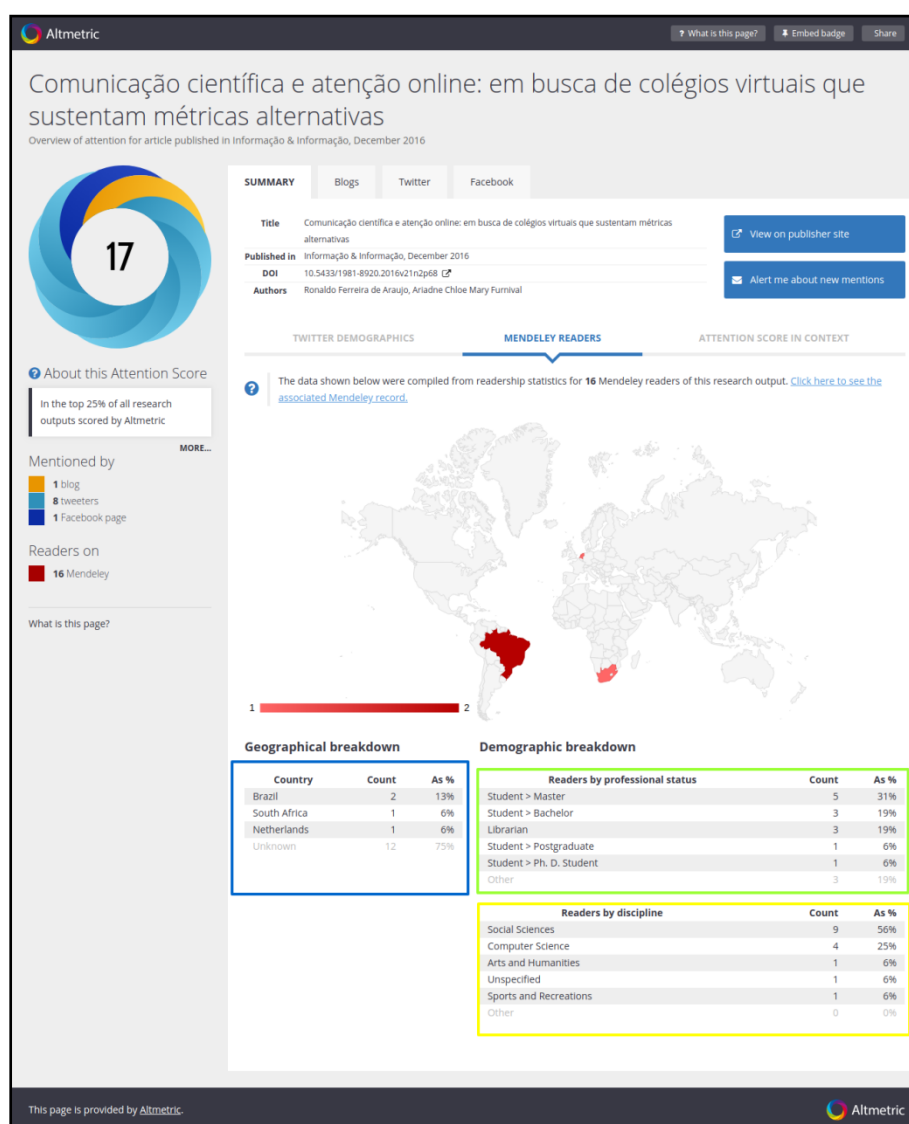 Altmetric
? What is this page?
Embed badge
Share
Comunicação científica e atenção online: em busca de colégios virtuais que
sustentam métricas alternativas
Overview of attention for article published in Informação & Informação, December 2016
17
? About this Attention Score
In the top 25% of all research
outputs scored by Altmetric
MORE...
Mentioned by
1 blog
8 tweeters
1 Facebook page
Readers on
16 Mendeley
What is this page?
SUMMARY Blogs Twitter Facebook
Title Comunicação científica e atenção online: em busca de colégios virtuais que sustentam métricas
alternativas
Published in Informação & Informação, December 2016
DOI 10.5433/1981-8920.2016v21n2p68
Authors Ronaldo Ferreira de Araujo, Ariadne Chloe Mary Furnival
View on publisher site
Alert me about new mentions
TWITTER DEMOGRAPHICS MENDELEY READERS ATTENTION SCORE IN CONTEXT
? The data shown below were compiled from readership statistics for 16 Mendeley readers of this research output. Click here to see the
associated Mendeley record.
1 2
Geographical breakdown
Country Count As %
Brazil 2 13%
South Africa 1 6%
Netherlands 1 6%
Unknown 12 75%
Demographic breakdown
Readers by professional status Count As %
Student > Master 5 31%
Student > Bachelor 3 19%
Librarian 3 19%
Student > Postgraduate 1 6%
Student > Ph. D. Student 1 6%
Other 3 19%
Readers by discipline Count As %
Social Sciences 9 56%
Computer Science 4 25%
Arts and Humanities 1 6%
Unspecified 1 6%
Sports and Recreations 1 6%
Other 0 0%
This page is provided by Altmetric.
Altmetric